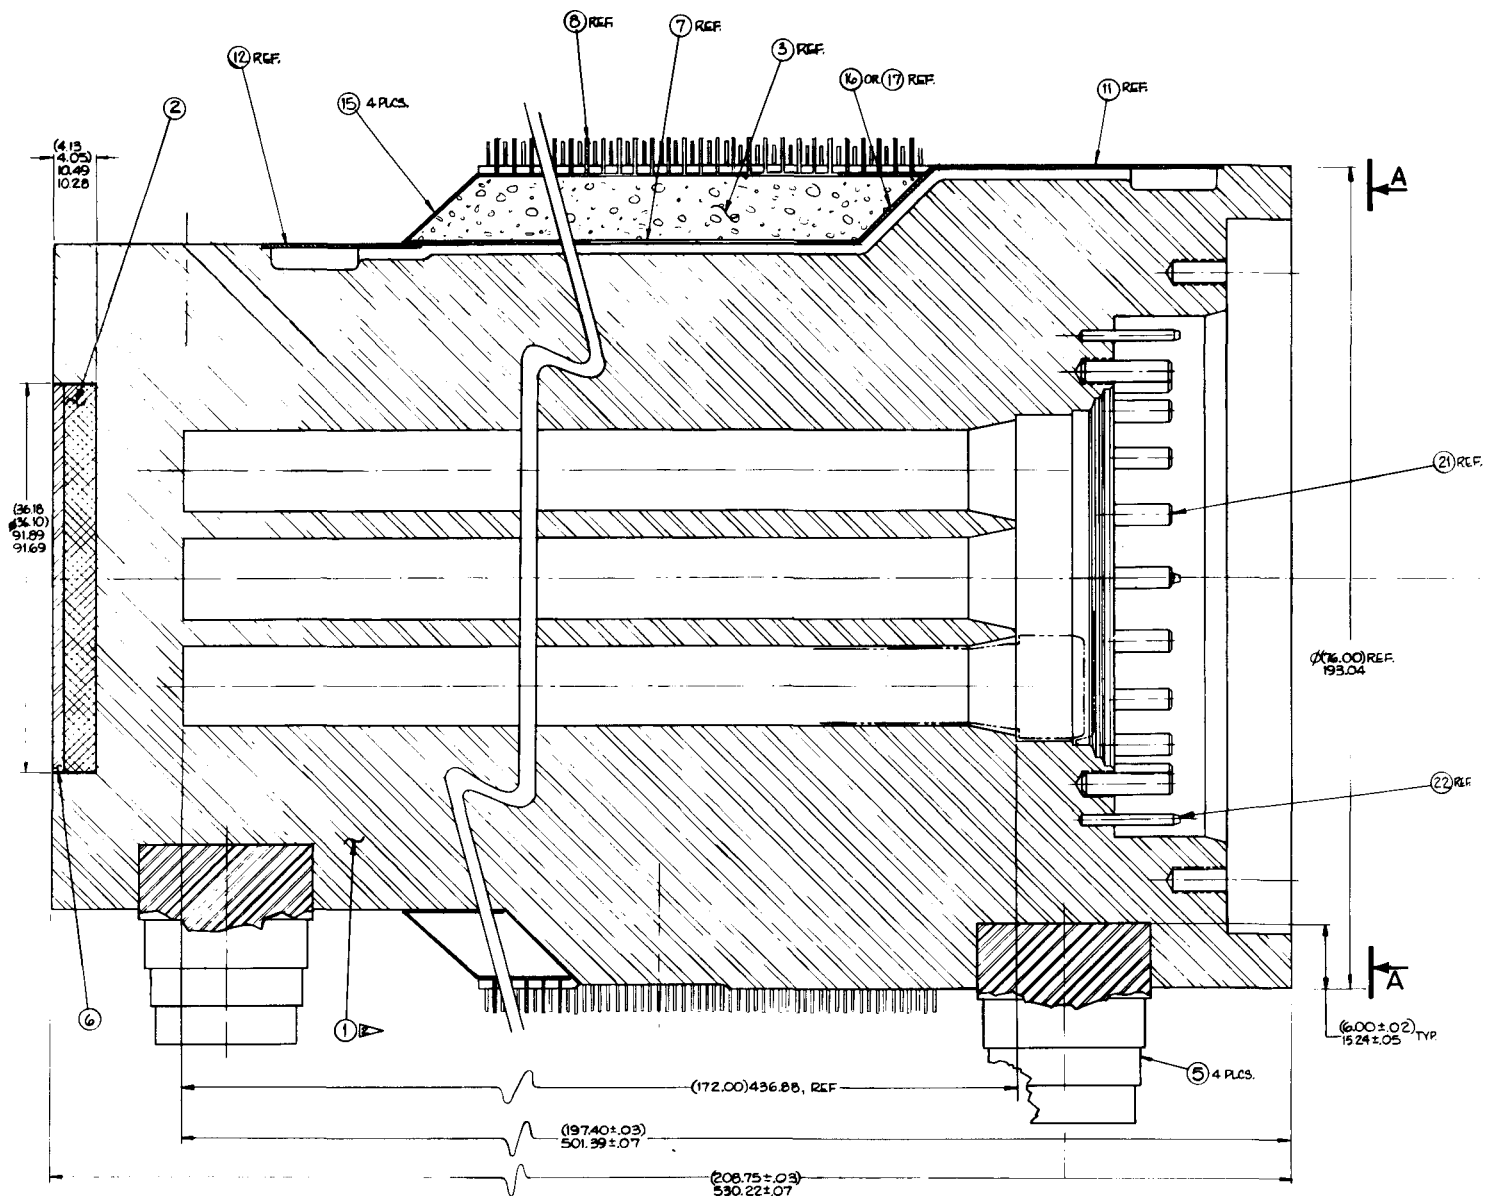 8 REF.
7 REF.
3 REF.
12 REF.
16 OR 17 REF.
11 REF.
15 4 PLCS.
2
(4.13
4.05)
10.49
10.28
A
21 REF.
(36.18
36.10)
91.89
91.69
Ø(76.00) REF.
193.04
22 REF.
A
6
1
(6.00±.02) TYP.
15.24±.05
5 4 PLCS.
(172.00) 436.88, REF
(197.40±.03)
501.39±.07
(208.75±.03)
530.22±.07